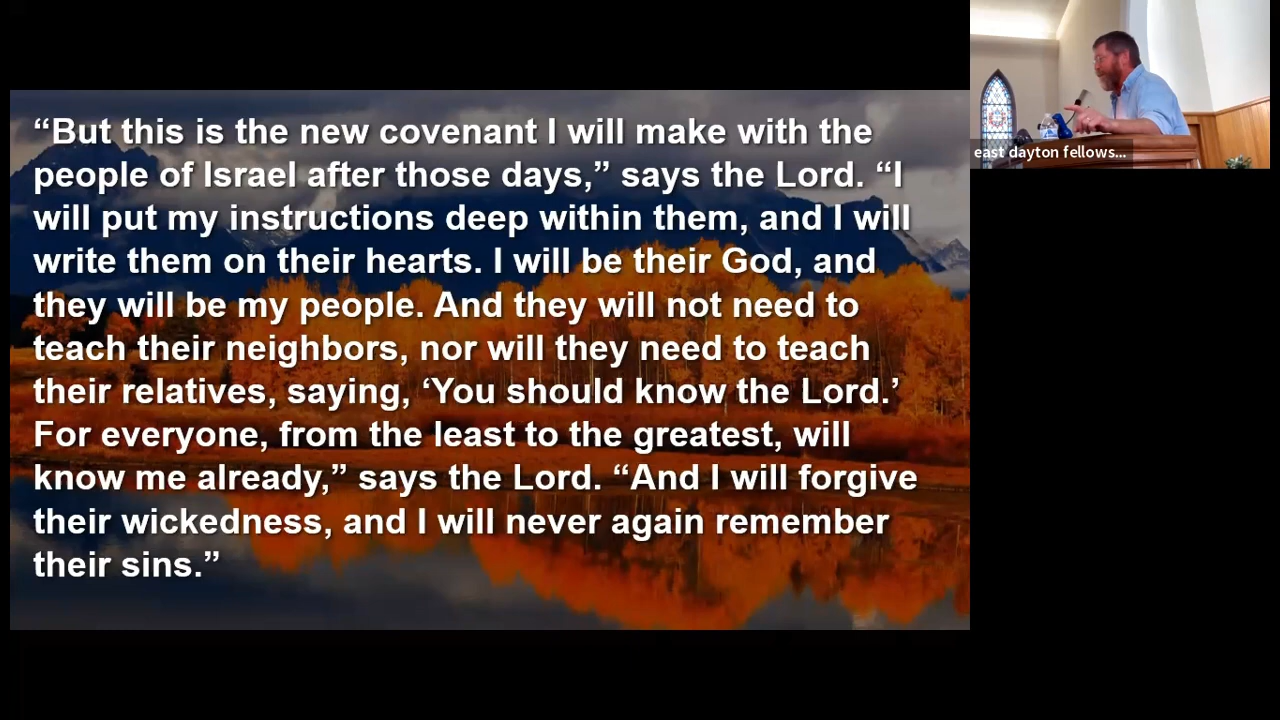 “But this is the new covenant I will make with the
people of Israel after those days,” says the Lord. “I
will put my instructions deep within them, and I will
write them on their hearts. I will be their God, and
they will be my people. And they will not need to
teach their neighbors, nor will they need to teach
their relatives, saying, ‘You should know the Lord.’
For everyone, from the least to the greatest, will
know me already,” says the Lord. “And I will forgive
their wickedness, and I will never again remember
their sins.”
east dayton fellows...